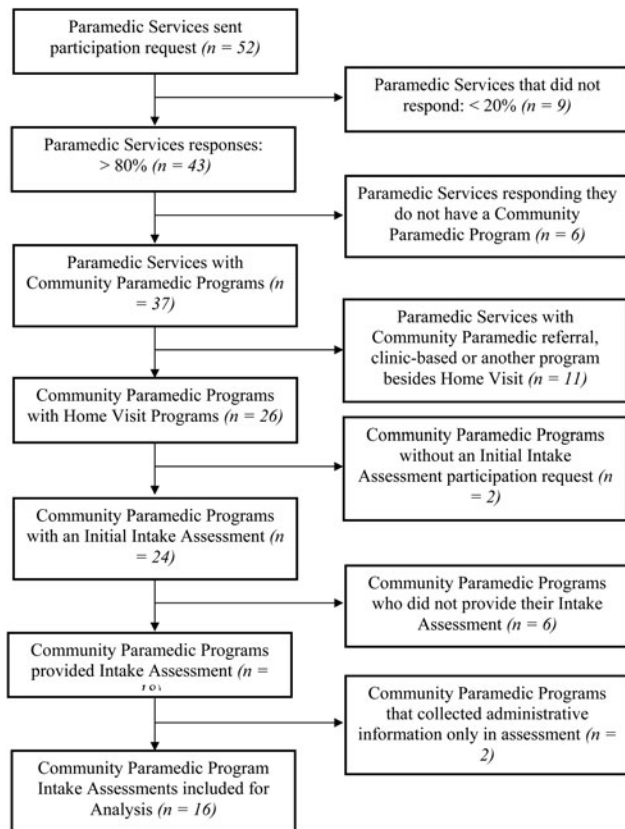 Paramedic Services sent
participation request (n = 52)
Paramedic Services that did not
respond: < 20% (n = 9)
Paramedic Services responses:
> 80% (n = 43)
Paramedic Services responding they
do not have a Community
Paramedic Program (n = 6)
Paramedic Services with
Community Paramedic Programs (n
= 37)
Paramedic Services with
Community Paramedic referral,
clinic-based or another program
besides Home Visit (n = 11)
Community Paramedic Programs
with Home Visit Programs (n = 26)
Community Paramedic Programs
without an Initial Intake
Assessment participation request (n
= 2)
Community Paramedic Programs
with an Initial Intake Assessment (n
= 24)
Community Paramedic Programs
who did not provide their Intake
Assessment (n = 6)
Community Paramedic Programs
provided Intake Assessment (n =
Community Paramedic Programs
that collected administrative
information only in assessment (n =
2)
Community Paramedic Program
Intake Assessments included for
Analysis (n = 16)